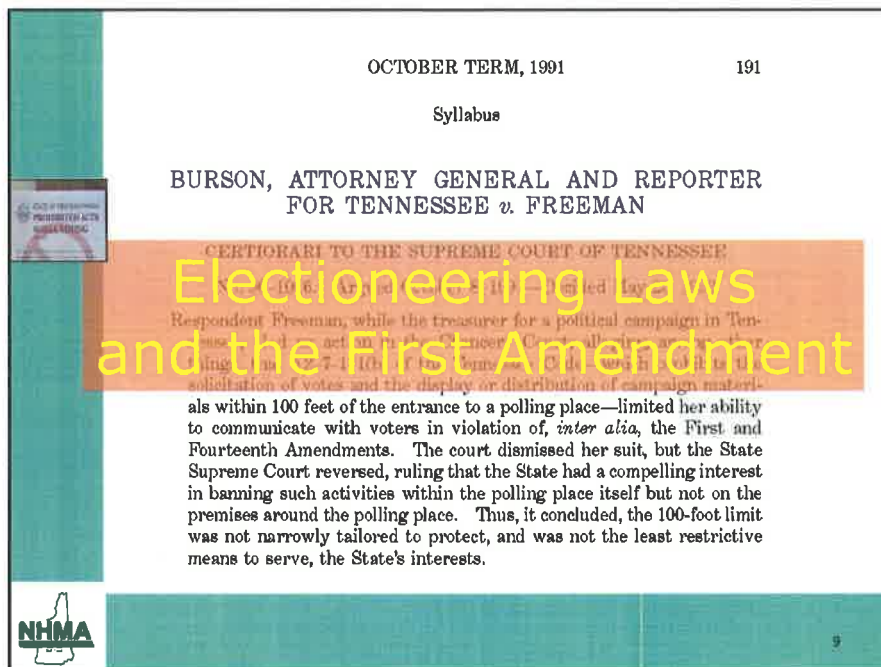 OCTOBER TERM, 1991 191
Syllabus
BURSON, ATTORNEY GENERAL AND REPORTER
FOR TENNESSEE v. FREEMAN
CERTIORARI TO THE SUPREME COURT OF TENNESSEE
Electioneering Laws
Respondent Freeman, while the treasurer for a political campaign in Ten-
and the First Amendment
solicitation of votes and the display or distribution of campaign materi-
als within 100 feet of the entrance to a polling place—limited her ability
to communicate with voters in violation of, inter alia, the First and
Fourteenth Amendments. The court dismissed her suit, but the State
Supreme Court reversed, ruling that the State had a compelling interest
in banning such activities within the polling place itself but not on the
premises around the polling place. Thus, it concluded, the 100-foot limit
was not narrowly tailored to protect, and was not the least restrictive
means to serve, the State's interests.
NHMA
9